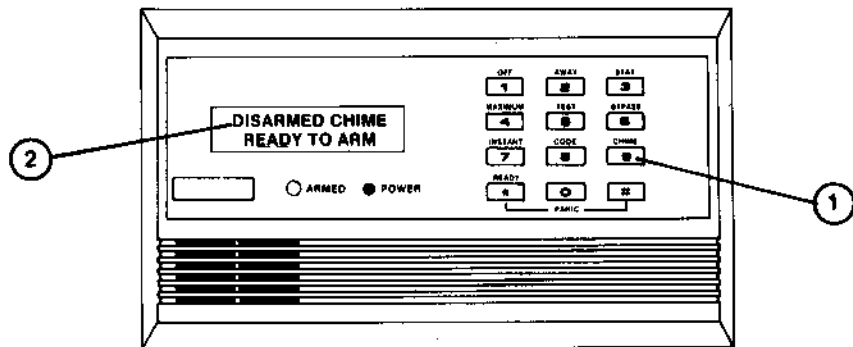 OFF AWAY STAY
1 2 3
DISARMED CHIME
READY TO ARM
MAXIMUM TEST BYPASS
4 5 6
2
INSTANT CODE CHIME
7 8 9
1
ARMED POWER
READY
* 0 #
PANIC